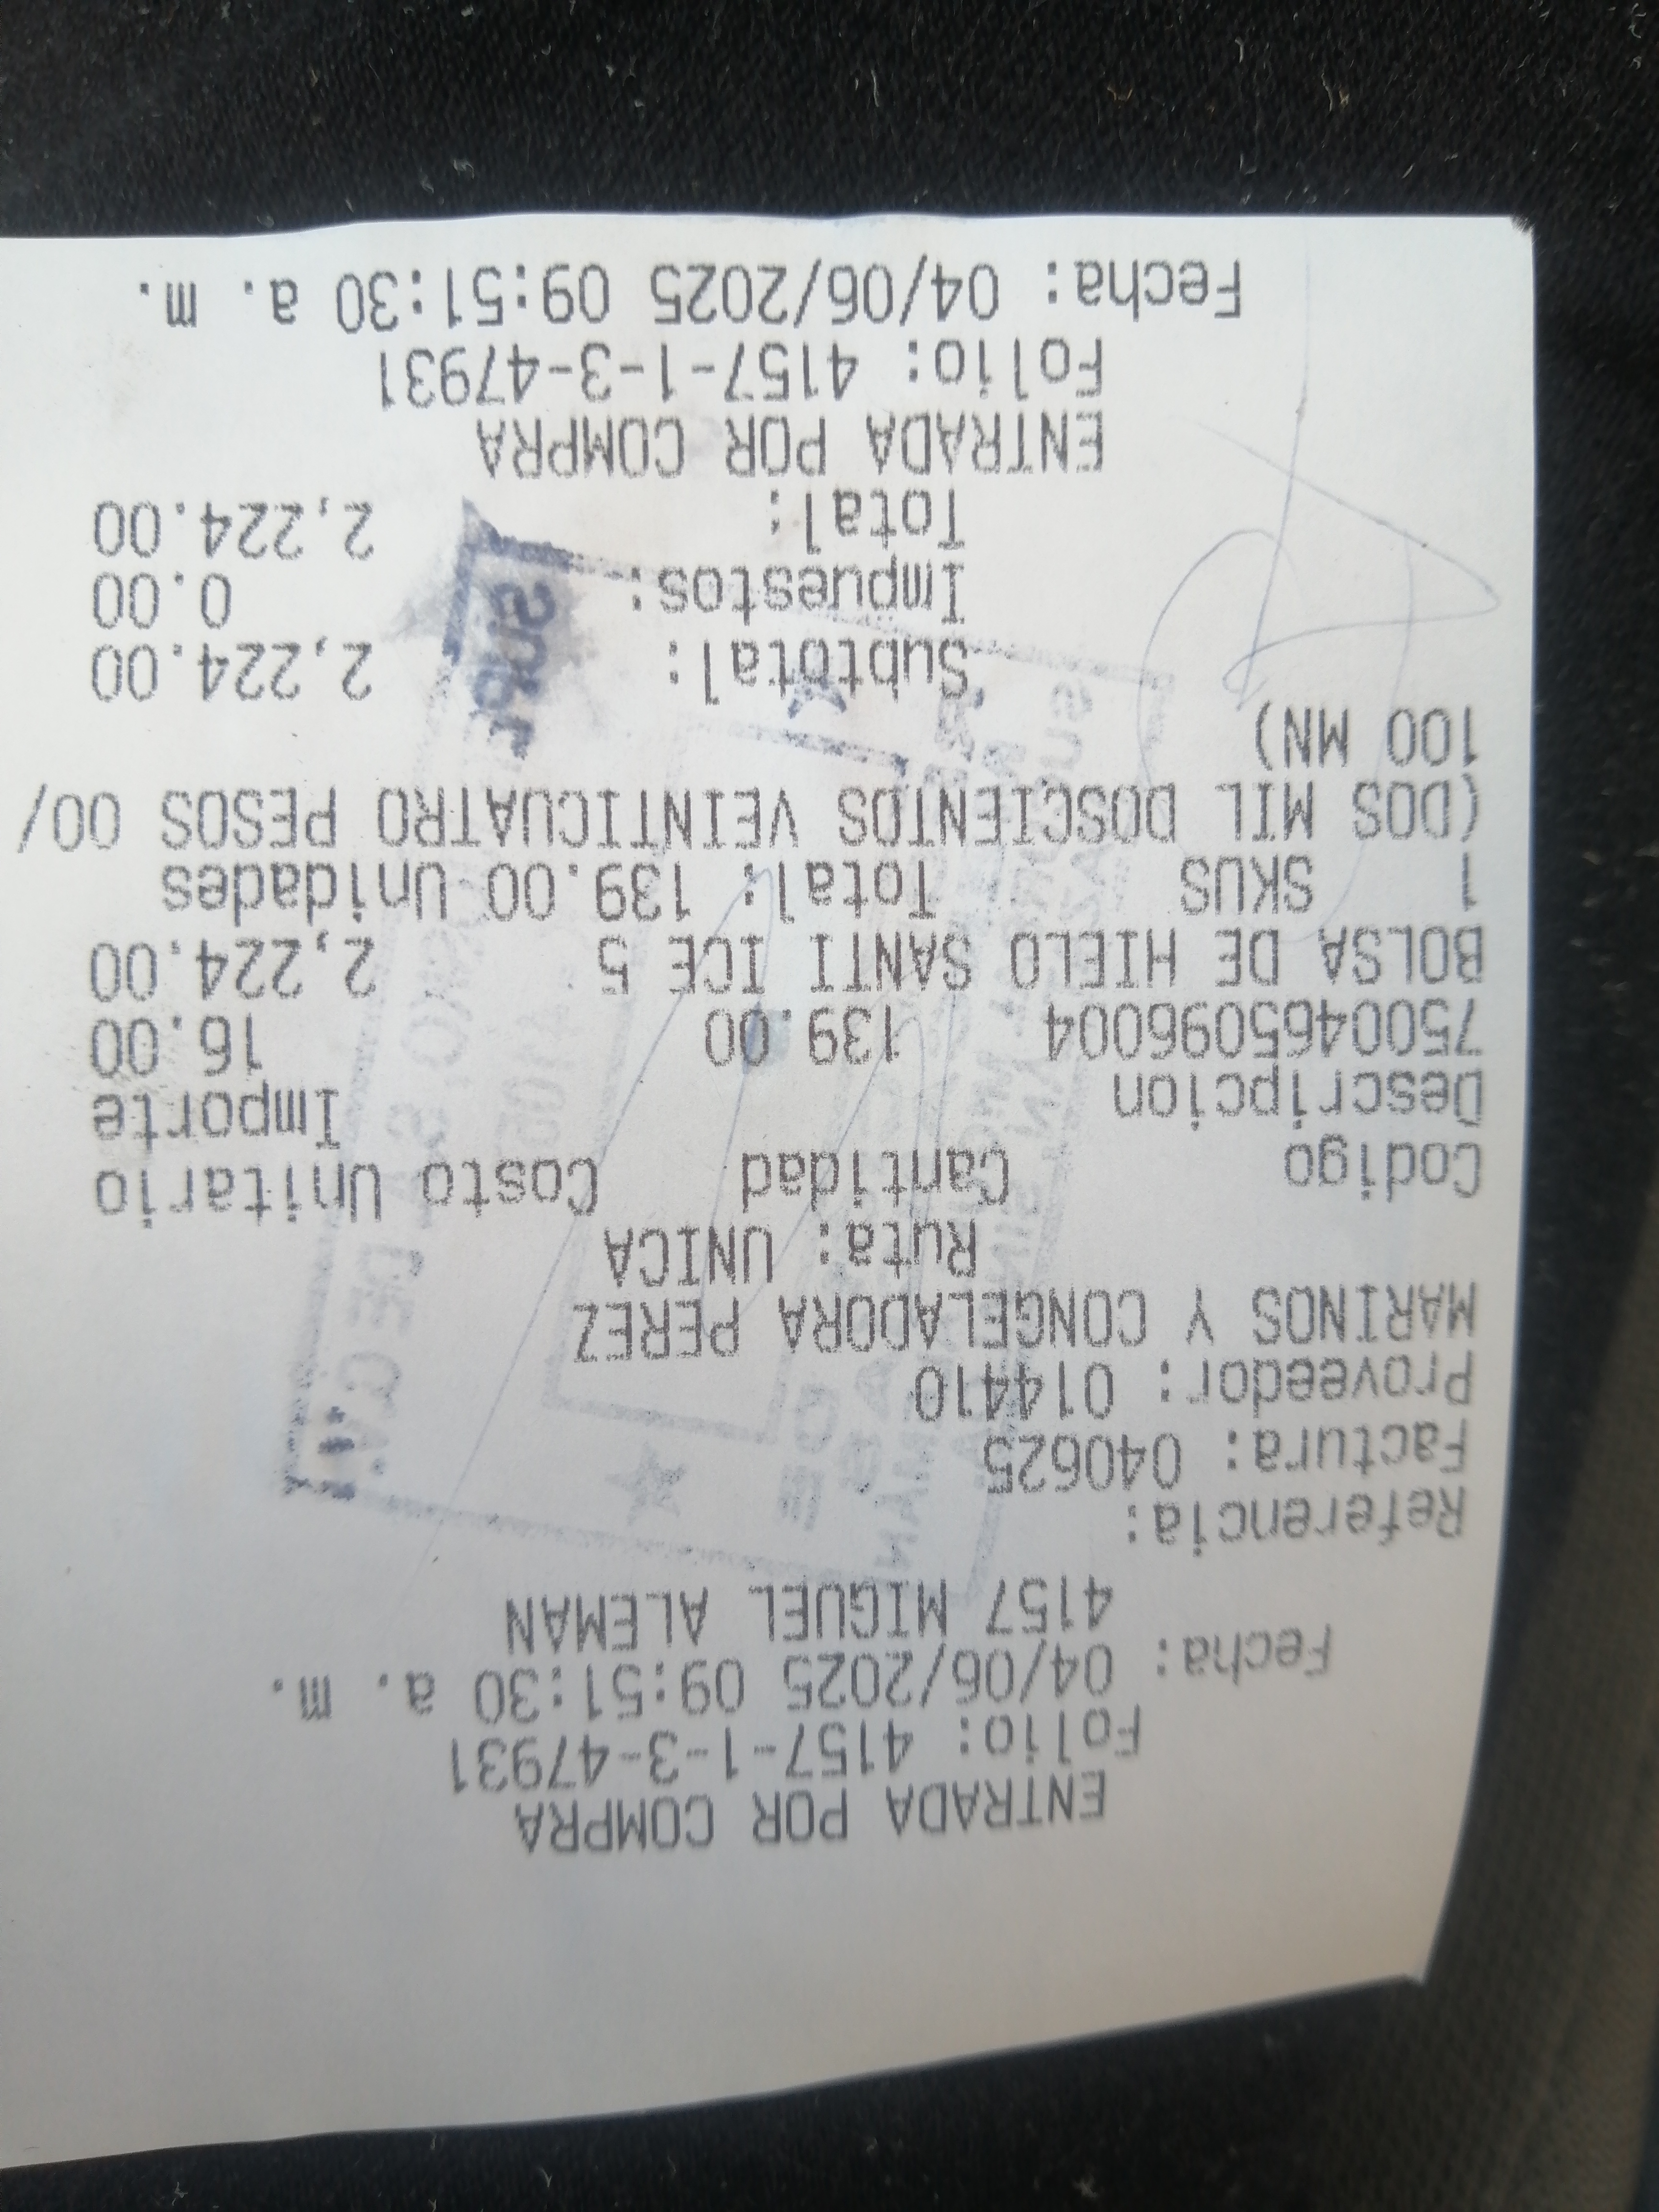 ENTRADA POR COMPRA
Folio: 4157-1-3-47931
Fecha: 04/06/2025 09:51:30 a. m.
4157 MIGUEL ALEMAN
Referencia:
Factura: 040625
Proveedor: 014410
MARINOS Y CONGELADORA PEREZ
Ruta: UNICA
Codigo Cantidad Costo Unitario
Descripcion Importe
7500465096004 139.00 16.00
BOLSA DE HIELO SANTI ICE 5 2,224.00
1 SKUS Total: 139.00 Unidades
(DOS MIL DOSCIENTOS VEINTICUATRO PESOS 00/
100 MN)
Subtotal: 2,224.00
Impuestos: 0.00
Total: 2,224.00
ENTRADA POR COMPRA
Folio: 4157-1-3-47931
Fecha: 04/06/2025 09:51:30 a. m.